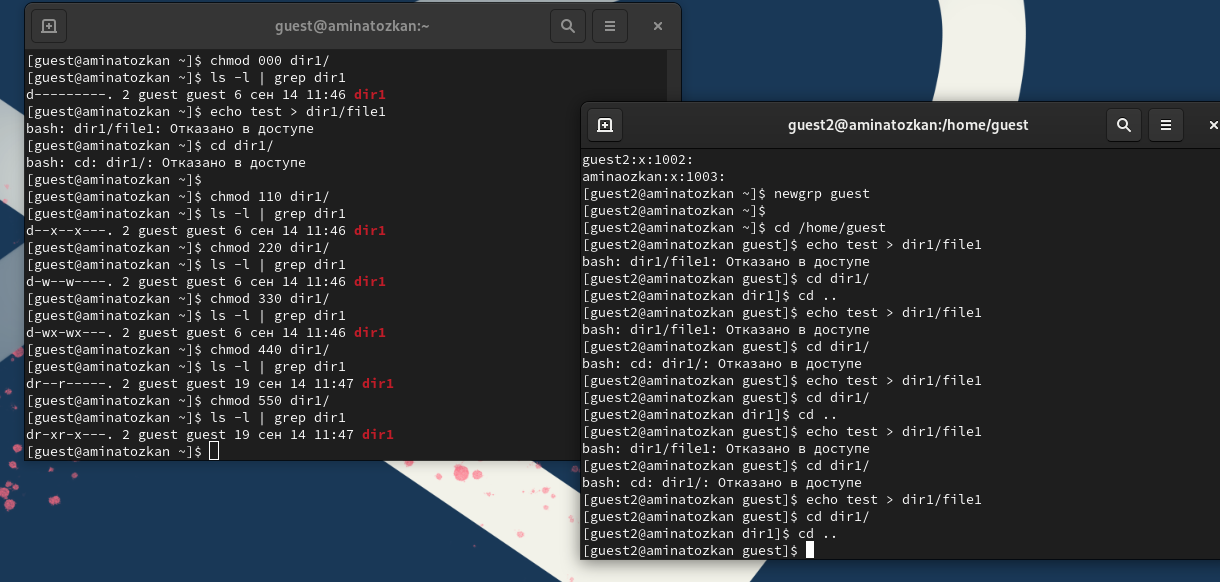 guest@aminatozkan:~
[guest@aminatozkan ~]$ chmod 000 dir1/
[guest@aminatozkan ~]$ ls -l | grep dir1
d---------. 2 guest guest 6 сен 14 11:46 dir1
[guest@aminatozkan ~]$ echo test > dir1/file1
bash: dir1/file1: Отказано в доступе
[guest@aminatozkan ~]$ cd dir1/
bash: cd: dir1/: Отказано в доступе
[guest@aminatozkan ~]$
[guest@aminatozkan ~]$ chmod 110 dir1/
[guest@aminatozkan ~]$ ls -l | grep dir1
d--x--x---. 2 guest guest 6 сен 14 11:46 dir1
[guest@aminatozkan ~]$ chmod 220 dir1/
[guest@aminatozkan ~]$ ls -l | grep dir1
d-w--w----. 2 guest guest 6 сен 14 11:46 dir1
[guest@aminatozkan ~]$ chmod 330 dir1/
[guest@aminatozkan ~]$ ls -l | grep dir1
d-wx-wx---. 2 guest guest 6 сен 14 11:46 dir1
[guest@aminatozkan ~]$ chmod 440 dir1/
[guest@aminatozkan ~]$ ls -l | grep dir1
dr--r-----. 2 guest guest 19 сен 14 11:47 dir1
[guest@aminatozkan ~]$ chmod 550 dir1/
[guest@aminatozkan ~]$ ls -l | grep dir1
dr-xr-x---. 2 guest guest 19 сен 14 11:47 dir1
[guest@aminatozkan ~]$
guest2@aminatozkan:/home/guest
guest2:x:1002:
aminaozkan:x:1003:
[guest2@aminatozkan ~]$ newgrp guest
[guest2@aminatozkan ~]$
[guest2@aminatozkan ~]$ cd /home/guest
[guest2@aminatozkan guest]$ echo test > dir1/file1
bash: dir1/file1: Отказано в доступе
[guest2@aminatozkan guest]$ cd dir1/
[guest2@aminatozkan dir1]$ cd ..
[guest2@aminatozkan guest]$ echo test > dir1/file1
bash: dir1/file1: Отказано в доступе
[guest2@aminatozkan guest]$ cd dir1/
bash: cd: dir1/: Отказано в доступе
[guest2@aminatozkan guest]$ echo test > dir1/file1
[guest2@aminatozkan guest]$ cd dir1/
[guest2@aminatozkan dir1]$ cd ..
[guest2@aminatozkan guest]$ echo test > dir1/file1
bash: dir1/file1: Отказано в доступе
[guest2@aminatozkan guest]$ cd dir1/
bash: cd: dir1/: Отказано в доступе
[guest2@aminatozkan guest]$ echo test > dir1/file1
[guest2@aminatozkan guest]$ cd dir1/
[guest2@aminatozkan dir1]$ cd ..
[guest2@aminatozkan guest]$